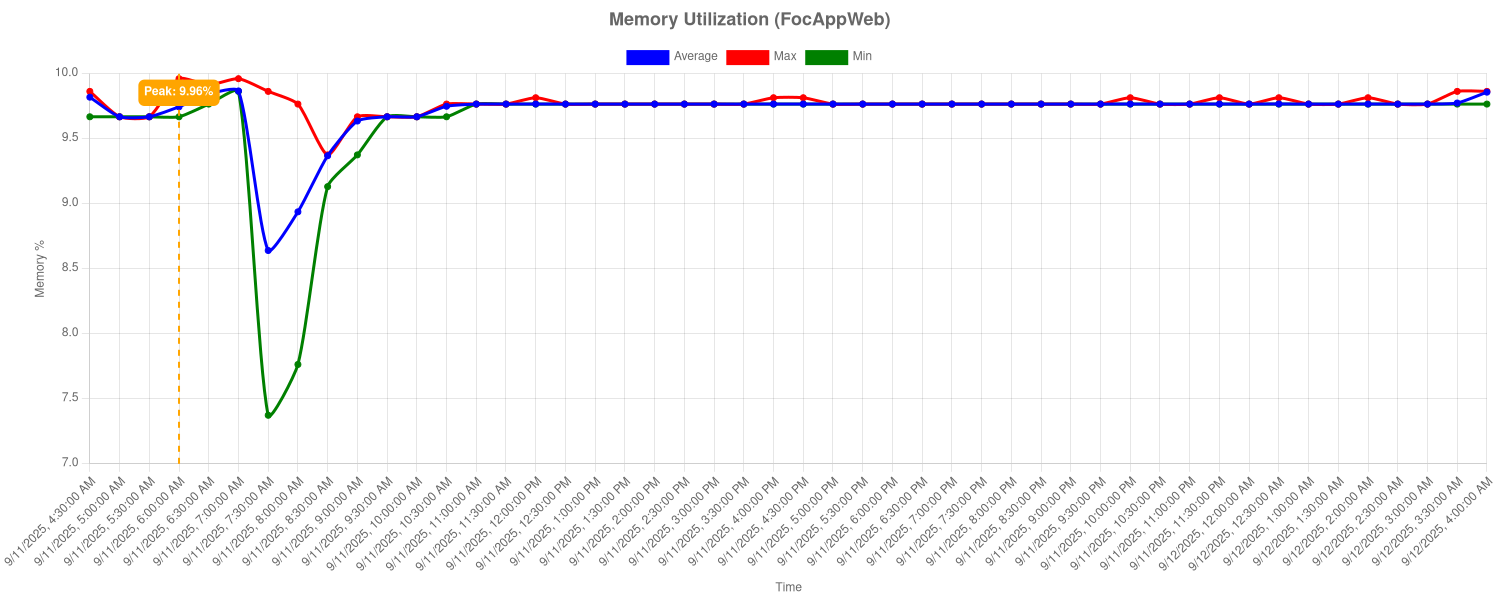 Memory Utilization (FocAppWeb)
Average Max Min
Peak: 9.96%
10.0
9.5
9.0
8.5
8.0
7.5
7.0
Memory %
9/11/2025, 4:30:00 AM
9/11/2025, 5:00:00 AM
9/11/2025, 5:30:00 AM
9/11/2025, 6:00:00 AM
9/11/2025, 6:30:00 AM
9/11/2025, 7:00:00 AM
9/11/2025, 7:30:00 AM
9/11/2025, 8:00:00 AM
9/11/2025, 8:30:00 AM
9/11/2025, 9:00:00 AM
9/11/2025, 9:30:00 AM
9/11/2025, 10:00:00 AM
9/11/2025, 10:30:00 AM
9/11/2025, 11:00:00 AM
9/11/2025, 11:30:00 AM
9/11/2025, 12:00:00 PM
9/11/2025, 12:30:00 PM
9/11/2025, 1:00:00 PM
9/11/2025, 1:30:00 PM
9/11/2025, 2:00:00 PM
9/11/2025, 2:30:00 PM
9/11/2025, 3:00:00 PM
9/11/2025, 3:30:00 PM
9/11/2025, 4:00:00 PM
9/11/2025, 4:30:00 PM
9/11/2025, 5:00:00 PM
9/11/2025, 5:30:00 PM
9/11/2025, 6:00:00 PM
9/11/2025, 6:30:00 PM
9/11/2025, 7:00:00 PM
9/11/2025, 7:30:00 PM
9/11/2025, 8:00:00 PM
9/11/2025, 8:30:00 PM
9/11/2025, 9:00:00 PM
9/11/2025, 9:30:00 PM
9/11/2025, 10:00:00 PM
9/11/2025, 10:30:00 PM
9/11/2025, 11:00:00 PM
9/11/2025, 11:30:00 PM
9/12/2025, 12:00:00 AM
9/12/2025, 12:30:00 AM
9/12/2025, 1:00:00 AM
9/12/2025, 1:30:00 AM
9/12/2025, 2:00:00 AM
9/12/2025, 2:30:00 AM
9/12/2025, 3:00:00 AM
9/12/2025, 3:30:00 AM
9/12/2025, 4:00:00 AM
Time